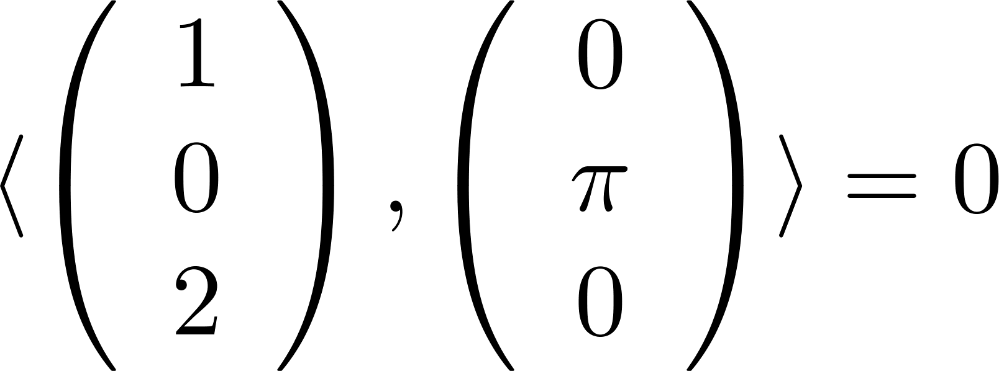 ⟨ ( 1 0 2 ) , ( 0 π 0 ) ⟩ = 0